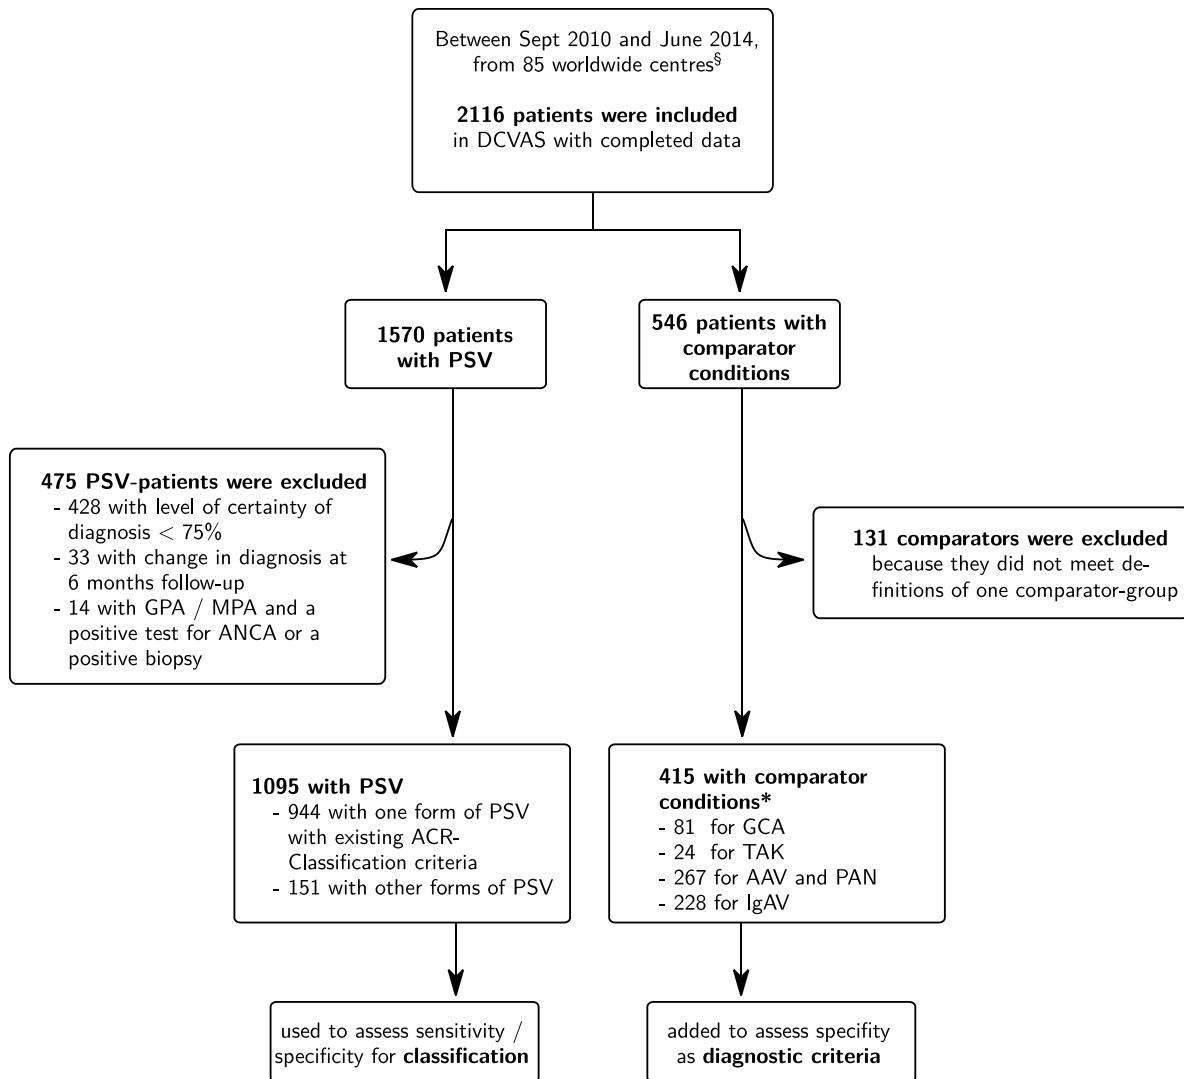 Between Sept 2010 and June 2014,
from 85 worldwide centres§
2116 patients were included
in DCVAS with completed data
1570 patients
with PSV
546 patients with
comparator
conditions
475 PSV-patients were excluded
- 428 with level of certainty of
diagnosis < 75%
- 33 with change in diagnosis at
6 months follow-up
- 14 with GPA / MPA and a
positive test for ANCA or a
positive biopsy
131 comparators were excluded
because they did not meet de-
finitions of one comparator-group
1095 with PSV
- 944 with one form of PSV
with existing ACR-
Classification criteria
- 151 with other forms of PSV
415 with comparator
conditions*
- 81 for GCA
- 24 for TAK
- 267 for AAV and PAN
- 228 for IgAV
used to assess sensitivity /
specificity for classification
added to assess specifity
as diagnostic criteria